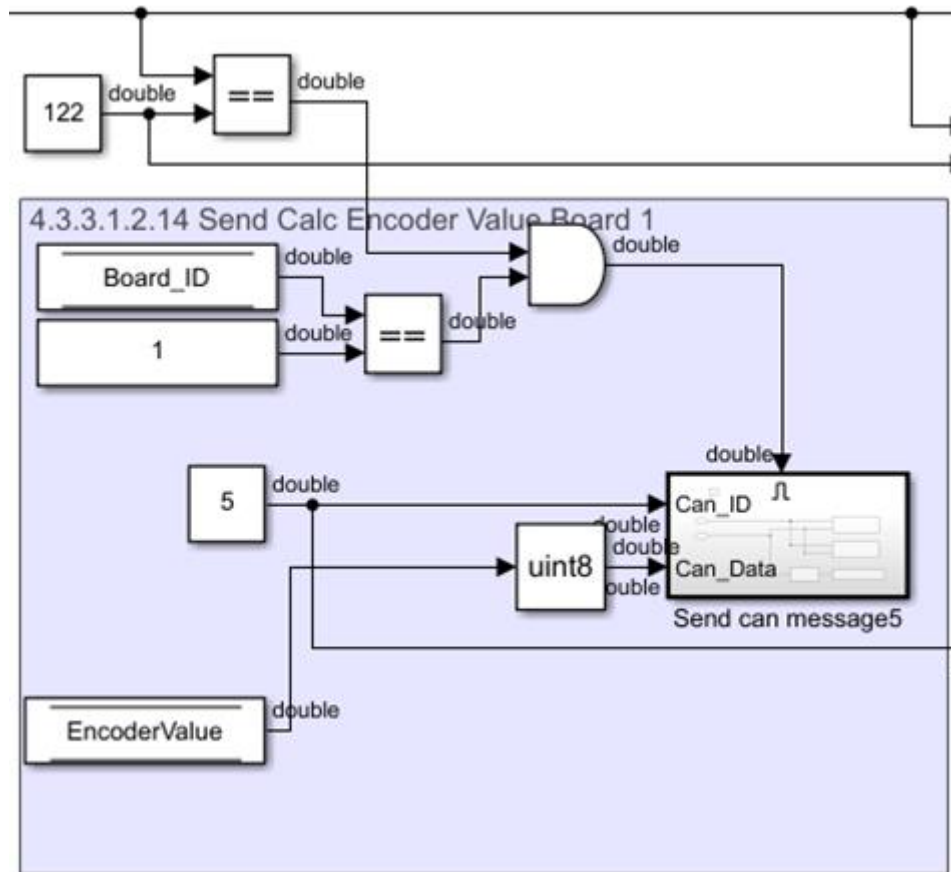 double
==
double
122
4.3.3.1.2.14 Send Calc Encoder Value Board 1
double
double
Board_ID
double
double
==
1
double
5
double
Can_ID
double
double
uint8
Can_Data
ouble
Send can message5
double
EncoderValue